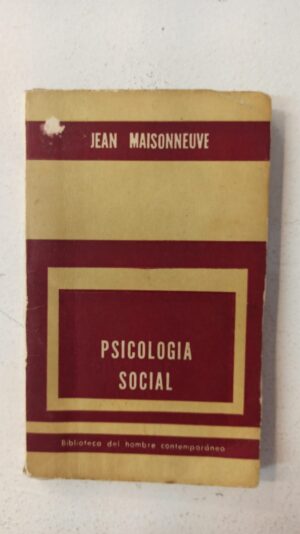 JEAN MAISONNEUVE
PSICOLOGIA
SOCIAL
Biblioteca del hombre contemporáneo